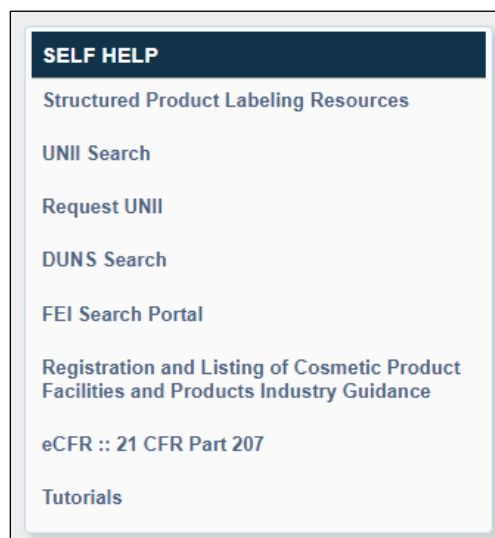 SELF HELP
Structured Product Labeling Resources
UNII Search
Request UNII
DUNS Search
FEI Search Portal
Registration and Listing of Cosmetic Product
Facilities and Products Industry Guidance
eCFR :: 21 CFR Part 207
Tutorials